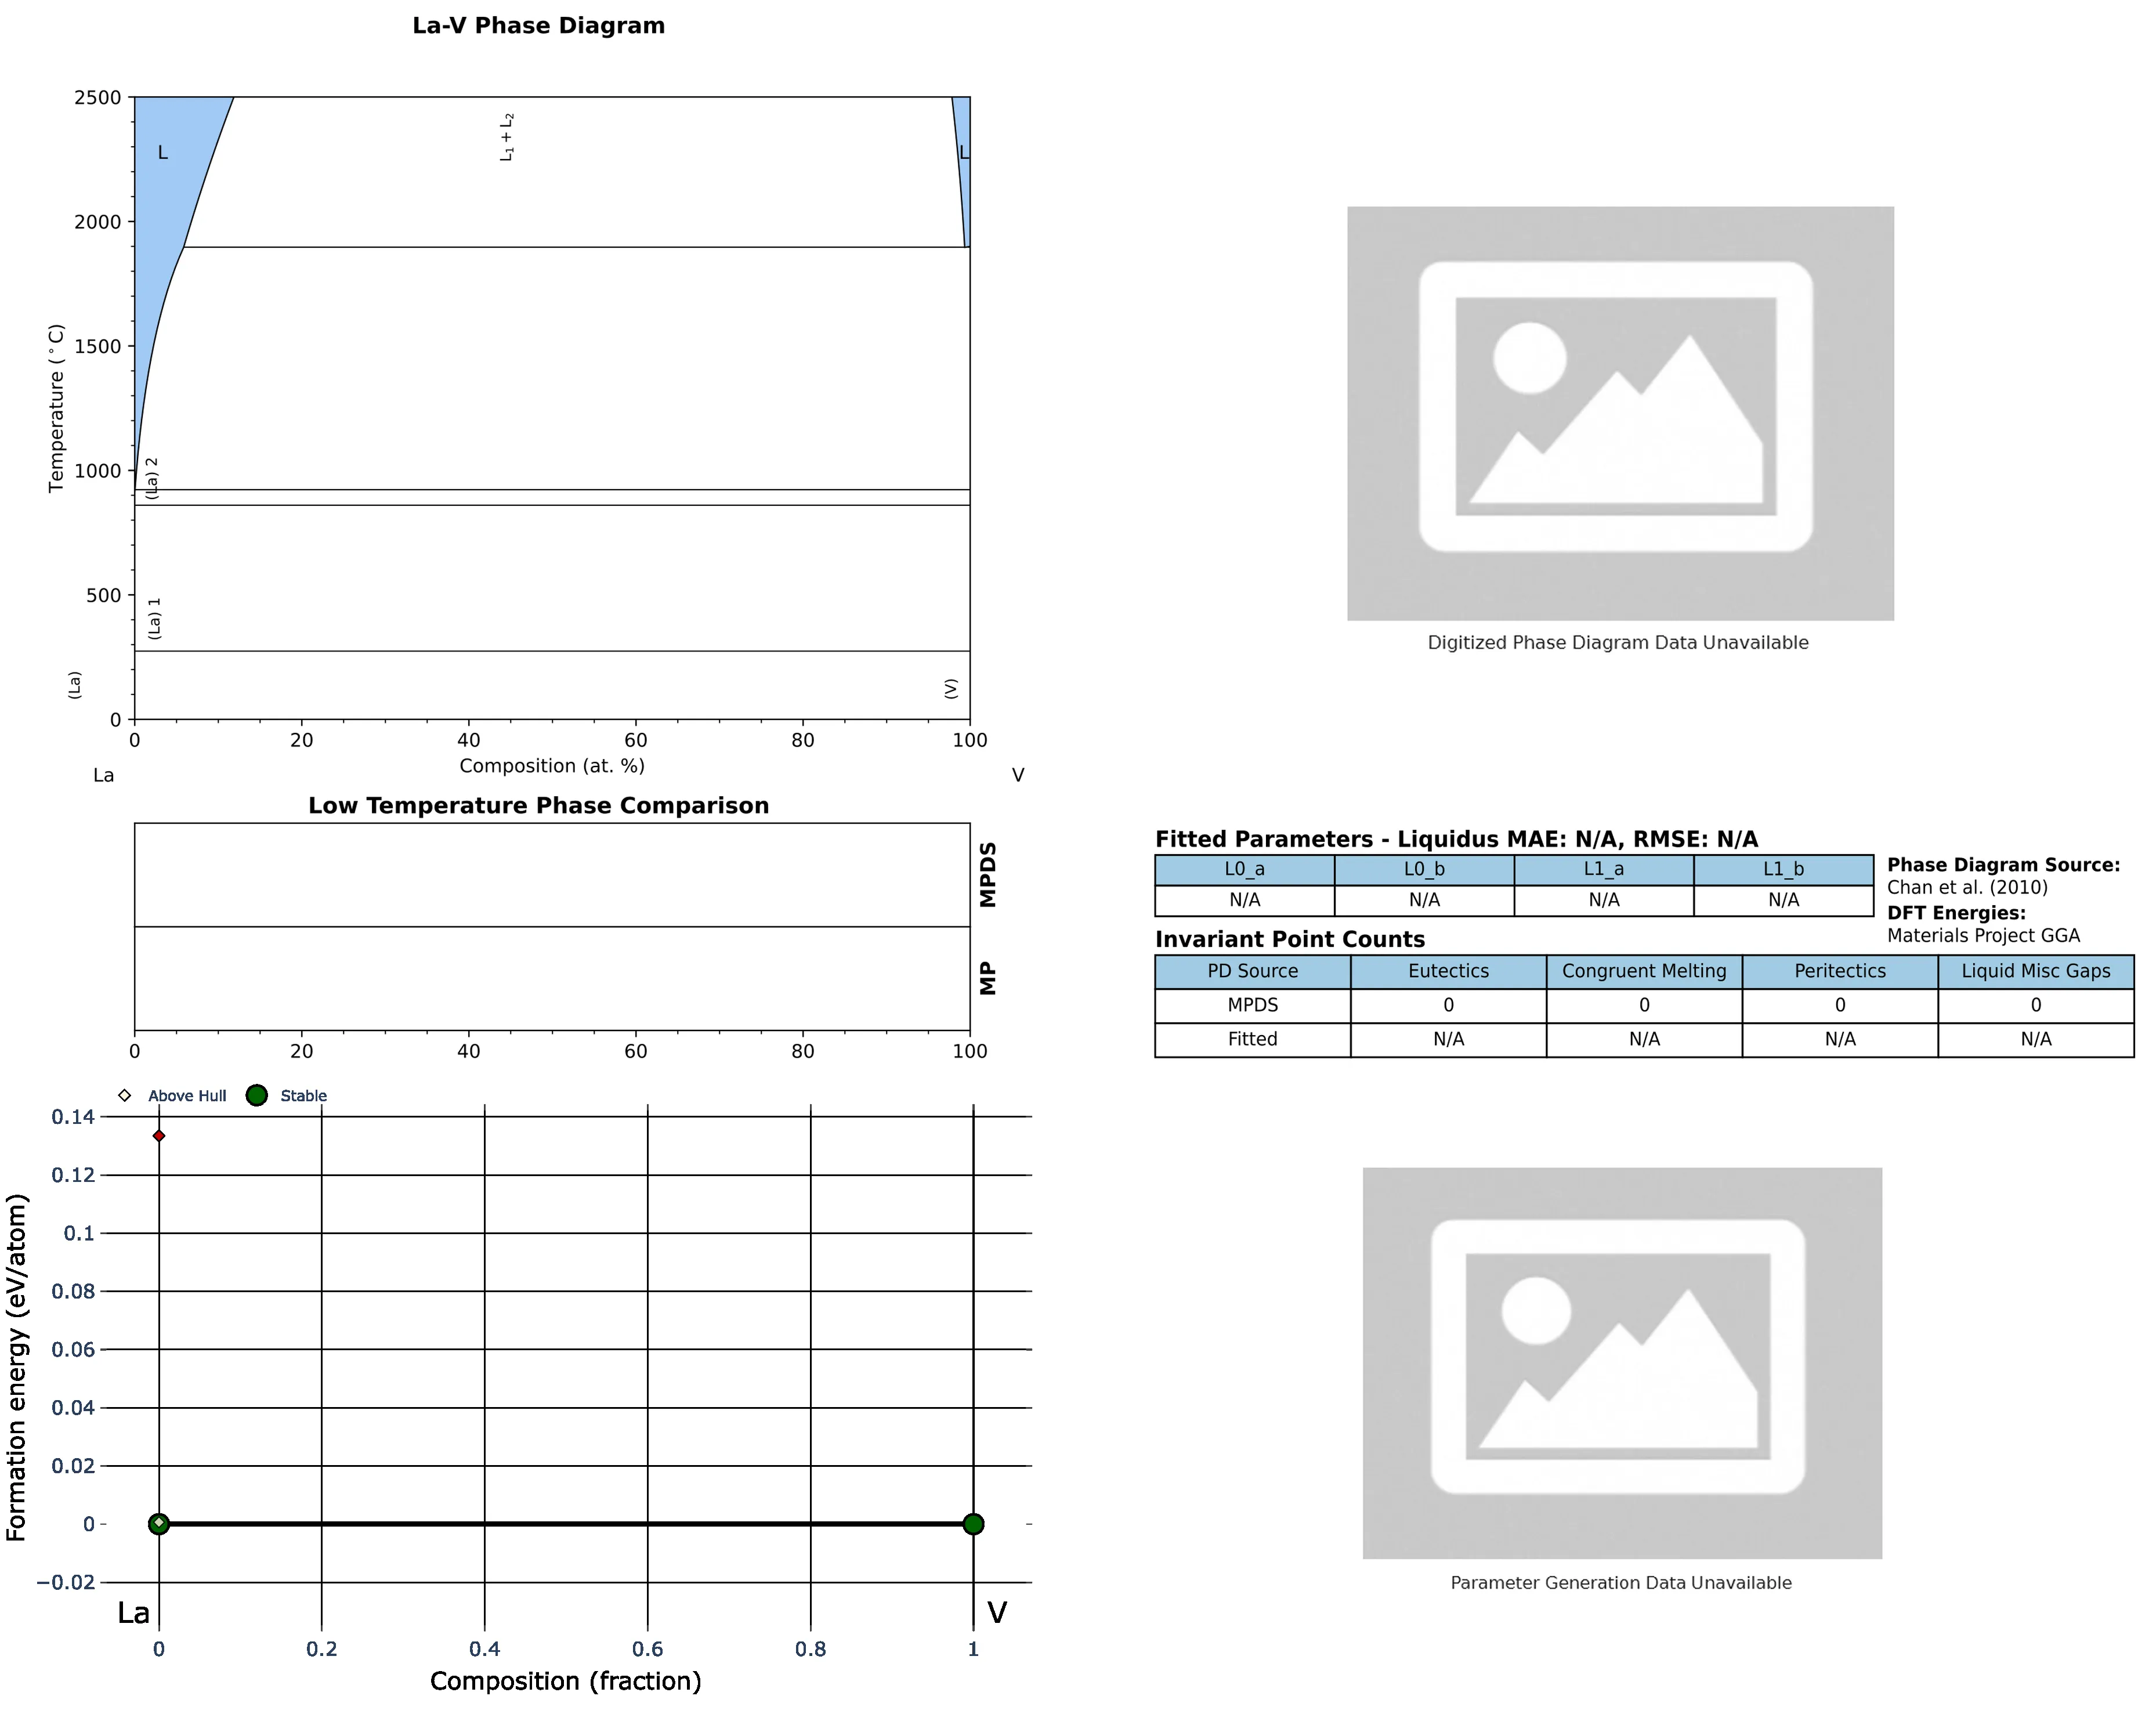 La-V Phase Diagram
2500
2000
1500
1000
500
0
Temperature (°C)
L
L₁ + L₂
L
(La) 2
(La) 1
(La)
(V)
0 20 40 60 80 100
Composition (at. %)
La V
Digitized Phase Diagram Data Unavailable
Low Temperature Phase Comparison
MPDS
MP
0 20 40 60 80 100
Fitted Parameters - Liquidus MAE: N/A, RMSE: N/A
L0_a L0_b L1_a L1_b
N/A N/A N/A N/A
Phase Diagram Source:
Chan et al. (2010)
DFT Energies:
Materials Project GGA
Invariant Point Counts
PD Source Eutectics Congruent Melting Peritectics Liquid Misc Gaps
MPDS 0 0 0 0
Fitted N/A N/A N/A N/A
Above Hull Stable
0.14
0.12
0.1
0.08
0.06
0.04
0.02
0
−0.02
Formation energy (eV/atom)
La V
0 0.2 0.4 0.6 0.8 1
Composition (fraction)
Parameter Generation Data Unavailable